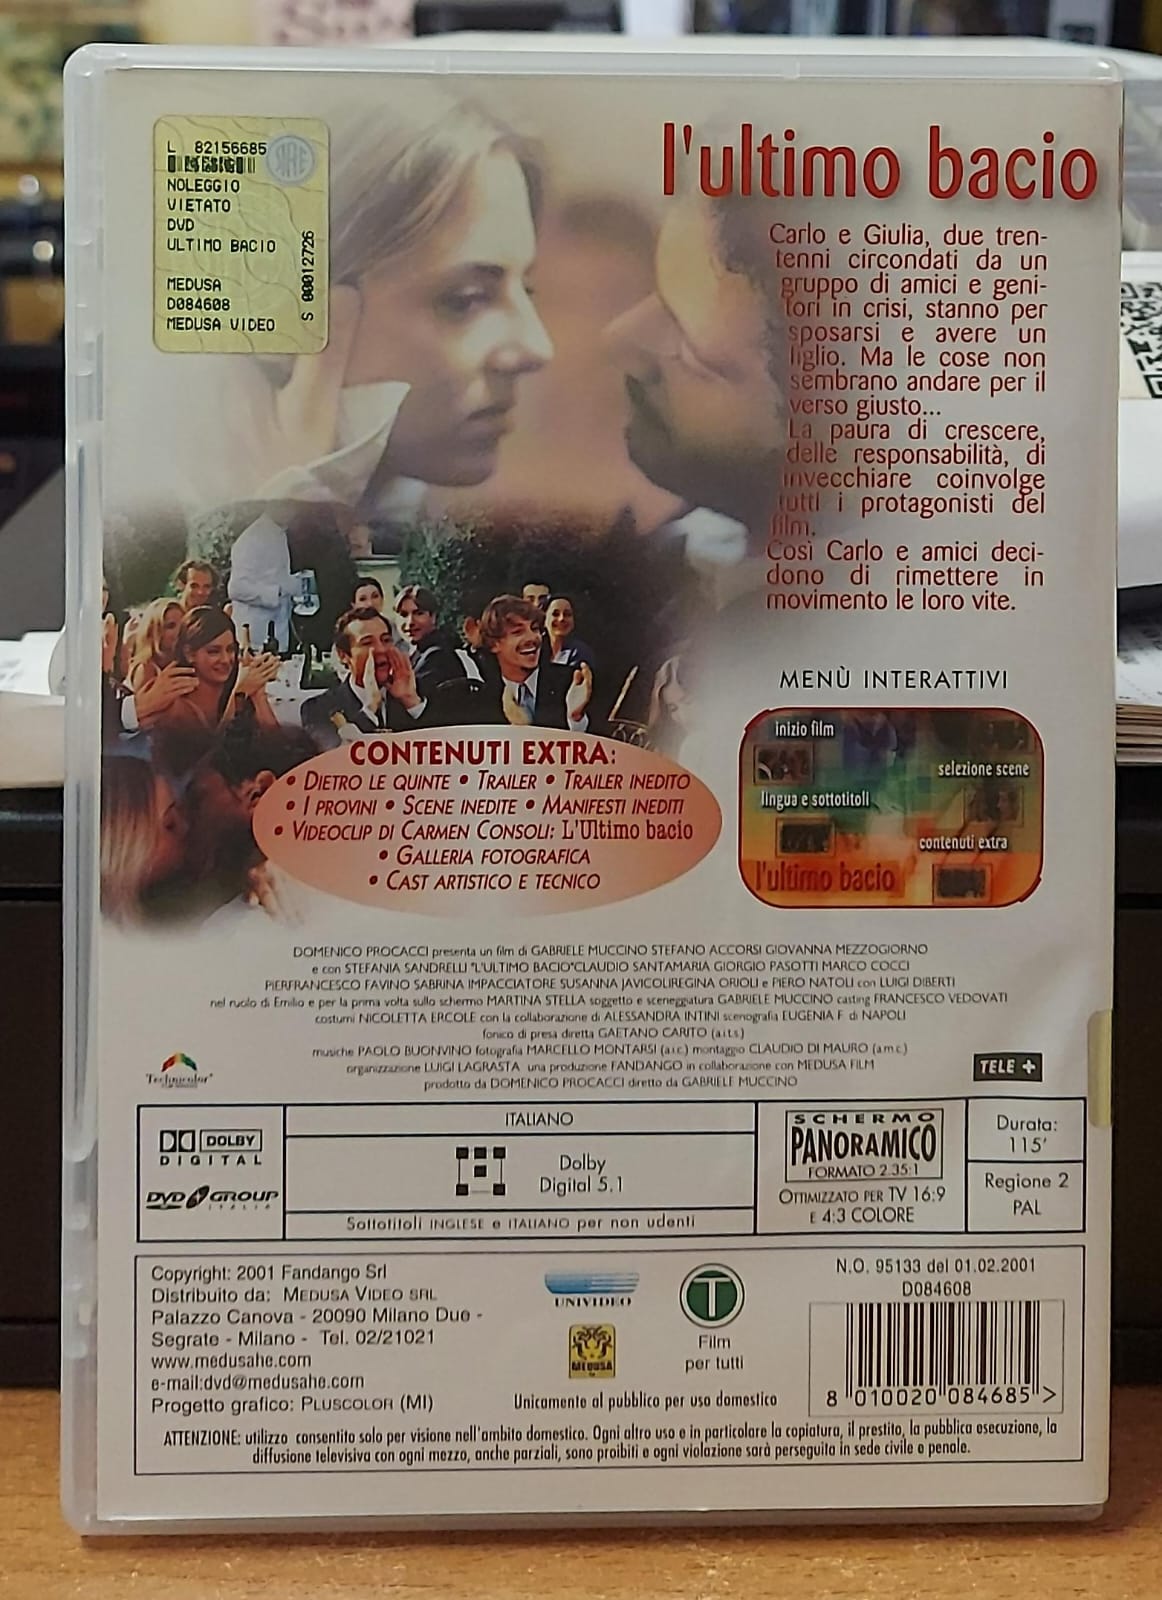 L 82156685
NOLEGGIO
VIETATO
DVD
ULTIMO BACIO
MEDUSA
D084608
MEDUSA VIDEO
S 00012726
l'ultimo bacio
Carlo e Giulia, due tren-
tenni circondati da un
gruppo di amici e geni-
tori in crisi, stanno per
sposarsi e avere un
figlio. Ma le cose non
sembrano andare per il
verso giusto...
La paura di crescere,
delle responsabilità, di
invecchiare coinvolge
tutti i protagonisti del
film.
Così Carlo e amici deci-
dono di rimettere in
movimento le loro vite.
MENÙ INTERATTIVI
inizio film
selezione scene
lingua e sottotitoli
contenuti extra
l'ultimo bacio
CONTENUTI EXTRA:
• DIETRO LE QUINTE • TRAILER • TRAILER INEDITO
• I PROVINI • SCENE INEDITE • MANIFESTI INEDITI
• VIDEOCLIP DI CARMEN CONSOLI: L'Ultimo bacio
• GALLERIA FOTOGRAFICA
• CAST ARTISTICO E TECNICO
DOMENICO PROCACCI presenta un film di GABRIELE MUCCINO STEFANO ACCORSI GIOVANNA MEZZOGIORNO
e con STEFANIA SANDRELLI "L'ULTIMO BACIO" CLAUDIO SANTAMARIA GIORGIO PASOTTI MARCO COCCI
PIERFRANCESCO FAVINO SABRINA IMPACCIATORE SUSANNA JAVICOLI REGINA ORIOLI e PIERO NATOLI con LUIGI DIBERTI
nel ruolo di Emilio e per la prima volta sullo schermo MARTINA STELLA soggetto e sceneggiatura GABRIELE MUCCINO casting FRANCESCO VEDOVATI
costumi NICOLETTA ERCOLE con la collaborazione di ALESSANDRA INTINI scenografia EUGENIA F. di NAPOLI
fonico di presa diretta GAETANO CARITO (a.i.t.s.)
musiche PAOLO BUONVINO fotografia MARCELLO MONTARSI (a.i.c.) montaggio CLAUDIO DI MAURO (a.m.c.)
organizzazione LUIGI LAGRASTA una produzione FANDANGO in collaborazione con MEDUSA FILM
prodotto da DOMENICO PROCACCI diretto da GABRIELE MUCCINO
Technicolor
TELE +
DOLBY
DIGITAL
DVD GROUP
ITALIA
ITALIANO
Dolby
Digital 5.1
Sottotitoli INGLESE e ITALIANO per non udenti
SCHERMO
PANORAMICO
FORMATO 2.35:1
OTTIMIZZATO PER TV 16:9
E 4:3 COLORE
Durata:
115'
Regione 2
PAL
Copyright: 2001 Fandango Srl
Distribuito da: MEDUSA VIDEO SRL
Palazzo Canova - 20090 Milano Due -
Segrate - Milano - Tel. 02/21021
www.medusahe.com
e-mail:dvd@medusahe.com
Progetto grafico: PLUSCOLOR (MI)
UNIVIDEO
MEDUSA
T
Film
per tutti
Unicamente al pubblico per uso domestico
N.O. 95133 del 01.02.2001
D084608
8 010020 084685 >
ATTENZIONE: utilizzo consentito solo per visione nell'ambito domestico. Ogni altro uso e in particolare la copiatura, il prestito, la pubblica esecuzione, la
diffusione televisiva con ogni mezzo, anche parziali, sono proibiti e ogni violazione sarà perseguita in sede civile e penale.